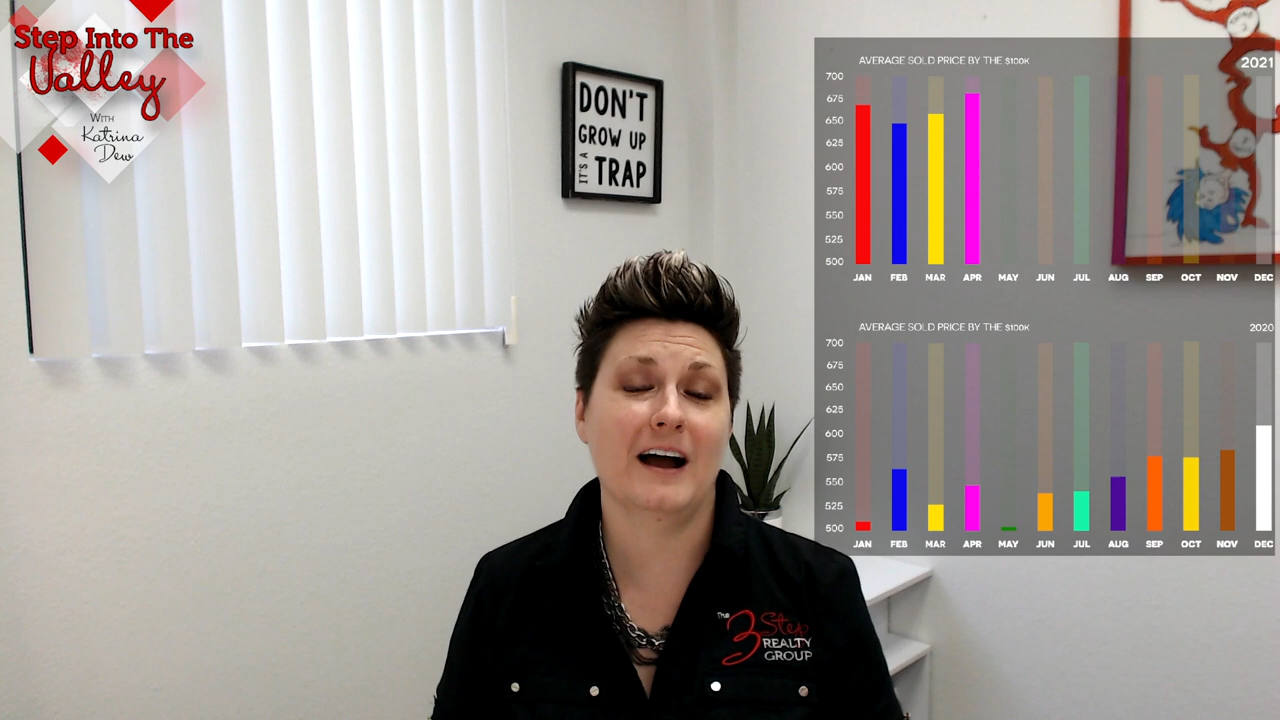 Step Into The
Valley
WITH
Katrina
Dew
DON'T
GROW UP
IT'S A TRAP
AVERAGE SOLD PRICE BY THE $100K
2021
700
675
650
625
600
575
550
525
500
JAN FEB MAR APR MAY JUN JUL AUG SEP OCT NOV DEC
AVERAGE SOLD PRICE BY THE $100K
2020
700
675
650
625
600
575
550
525
500
JAN FEB MAR APR MAY JUN JUL AUG SEP OCT NOV DEC
The 3 Step
REALTY
GROUP